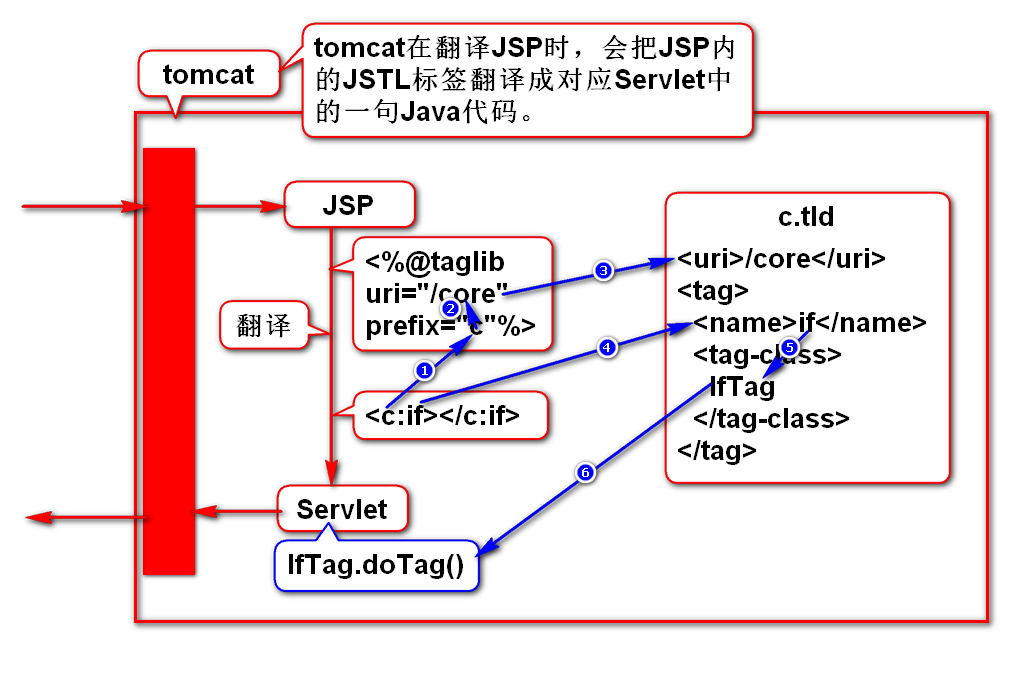 tomcat在翻译JSP时，会把JSP内
的JSTL标签翻译成对应Servlet中
的一句Java代码。
tomcat
JSP
c.tld
<%@taglib
uri="/core"
prefix="c"%>
<uri>/core</uri>
<tag>
<name>if</name>
<tag-class>
IfTag
</tag-class>
</tag>
翻译
<c:if></c:if>
Servlet
IfTag.doTag()
1
2
3
4
5
6